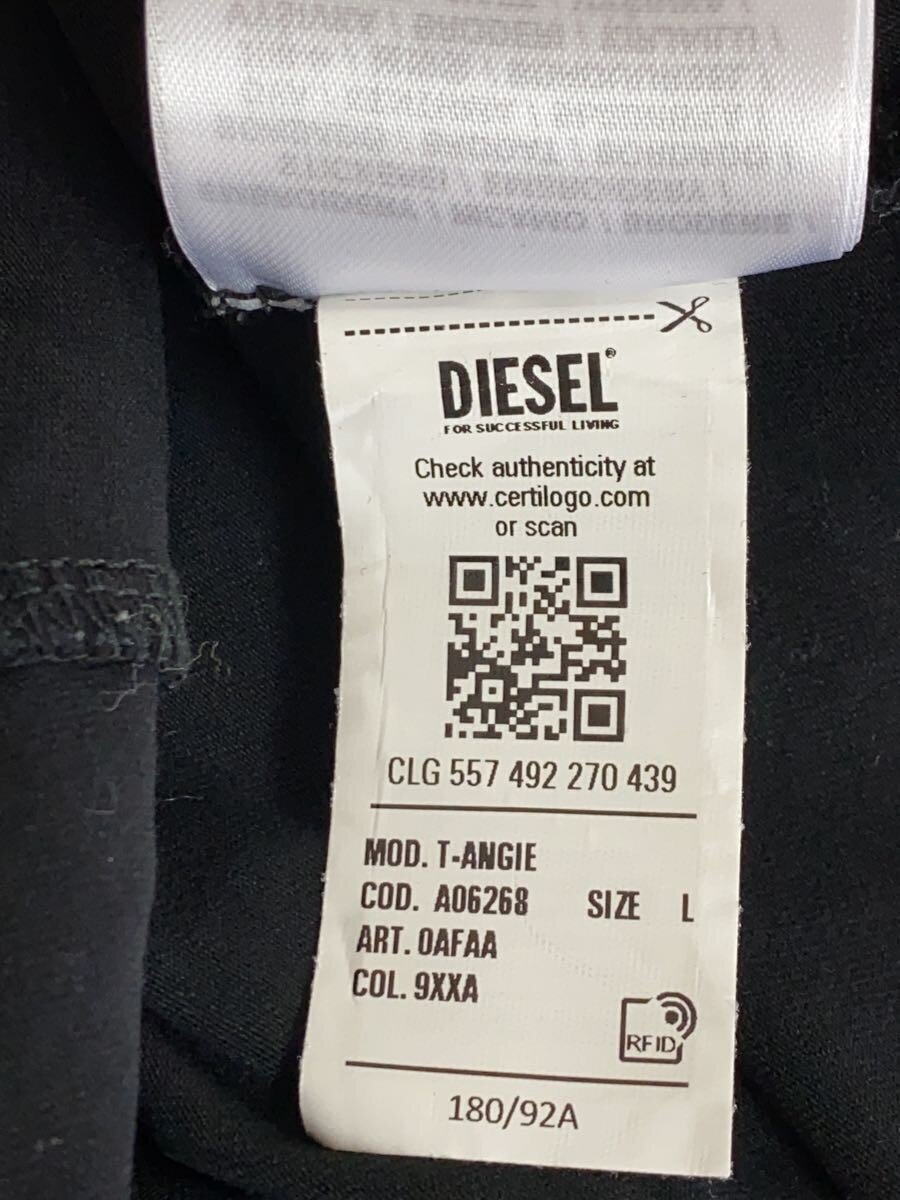 DIESEL®
FOR SUCCESSFUL LIVING
Check authenticity at
www.certilogo.com
or scan
CLG 557 492 270 439
MOD. T-ANGIE
COD. A06268 SIZE L
ART. 0AFAA
COL. 9XXA
RFID
180/92A